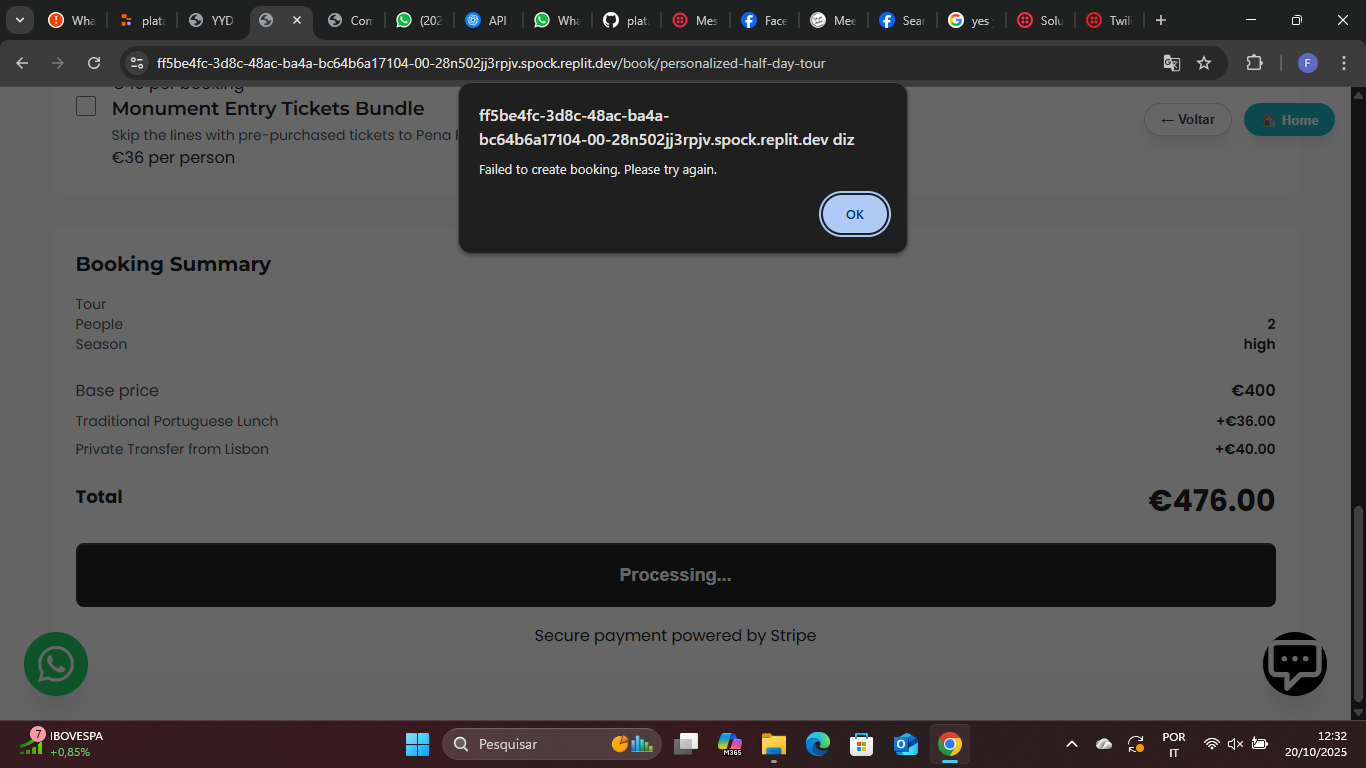 Wha
plat
YYD
Con
(202
API
Wha
plat
Mes
Face
Mee
Sear
yes
Solu
Twili
ff5be4fc-3d8c-48ac-ba4a-bc64b6a17104-00-28n502jj3rpjv.spock.replit.dev/book/personalized-half-day-tour
F
per booking
Monument Entry Tickets Bundle
Skip the lines with pre-purchased tickets to Pena
€36 per person
← Voltar
Home
ff5be4fc-3d8c-48ac-ba4a-
bc64b6a17104-00-28n502jj3rpjv.spock.replit.dev diz
Failed to create booking. Please try again.
OK
Booking Summary
Tour
People 2
Season high
Base price €400
Traditional Portuguese Lunch +€36.00
Private Transfer from Lisbon +€40.00
Total €476.00
Processing...
Secure payment powered by Stripe
7
IBOVESPA
+0,85%
Pesquisar
M365
POR
IT
12:32
20/10/2025